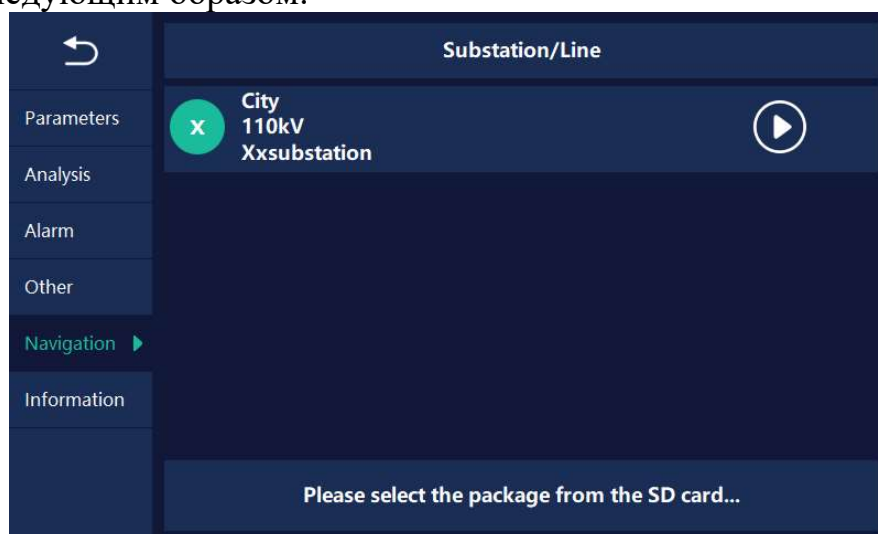 образом:
Substation/Line
Parameters
Analysis
Alarm
Other
Navigation
Information
X
City
110kV
Xxsubstation
Please select the package from the SD card...